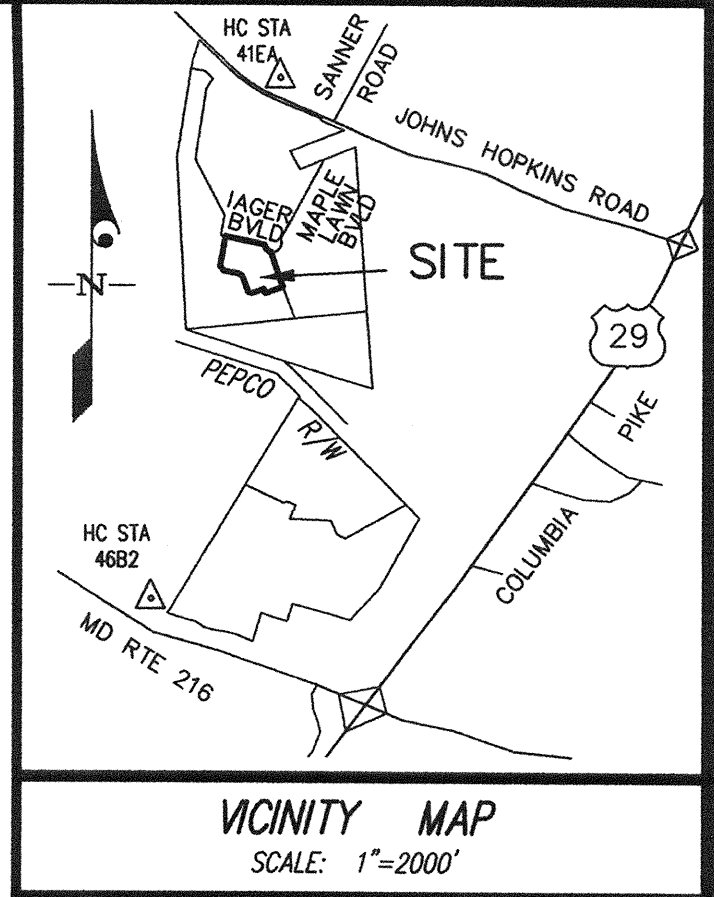 HC STA
41EA
SANNER
ROAD
JOHNS HOPKINS ROAD
IAGER
BVLD
MAPLE
LAWN
BVLD
SITE
N
29
PEPCO
R/W
PIKE
COLUMBIA
HC STA
46B2
MD RTE 216
VICINITY MAP
SCALE: 1"=2000'